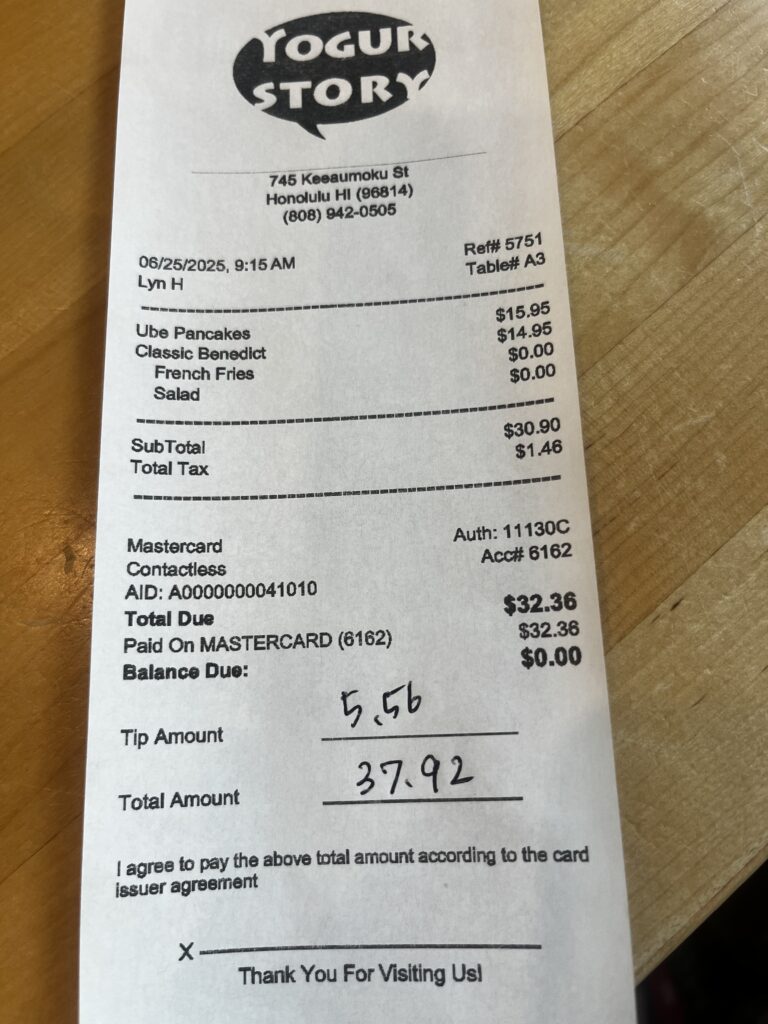 YOGUR
STORY
745 Keeaumoku St
Honolulu HI (96814)
(808) 942-0505
06/25/2025, 9:15 AM Ref# 5751
Lyn H Table# A3
Ube Pancakes $15.95
Classic Benedict $14.95
French Fries $0.00
Salad $0.00
SubTotal $30.90
Total Tax $1.46
Mastercard Auth: 11130C
Contactless Acc# 6162
AID: A0000000041010
Total Due $32.36
Paid On MASTERCARD (6162) $32.36
Balance Due: $0.00
Tip Amount 5.56
Total Amount 37.92
I agree to pay the above total amount according to the card
issuer agreement
X
Thank You For Visiting Us!